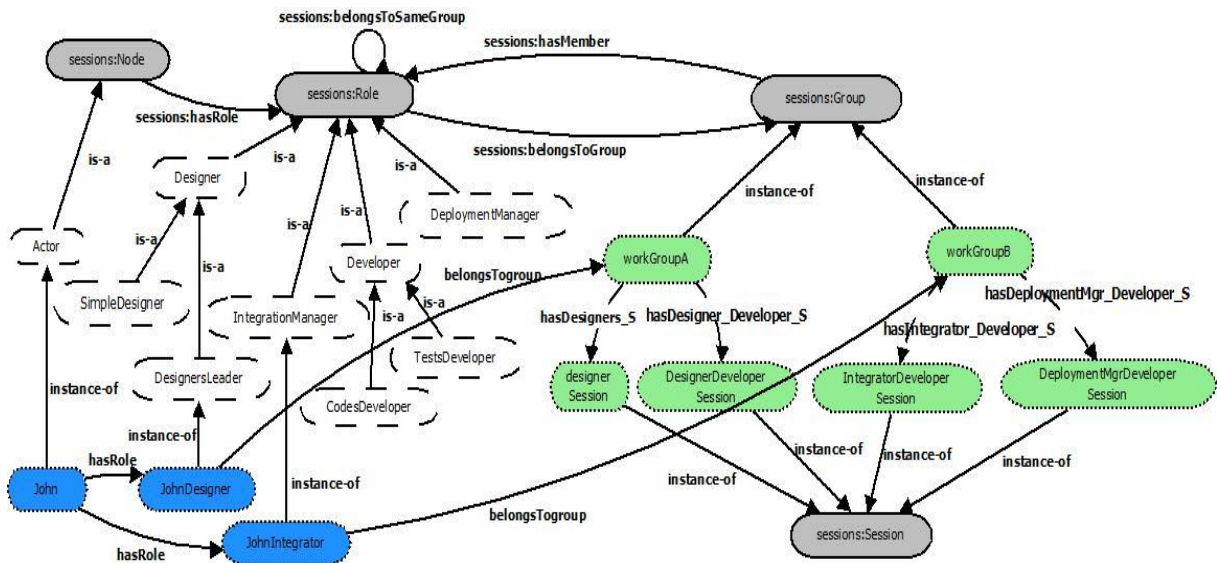 sessions:belongsToSameGroup
sessions:hasMember
sessions:Node
sessions:Role
sessions:Group
sessions:hasRole
sessions:belongsToGroup
is-a
is-a
is-a
Designer
instance-of
instance-of
is-a
is-a
DeploymentManager
is-a
Actor
is-a
Developer
workGroupA
workGroupB
belongsTogroup
SimpleDesigner
IntegrationManager
is-a
is-a
hasDesigners_S
hasDesigner_Developer_S
hasDeploymentMgr_Developer_S
hasIntegrator_Developer_S
TestsDeveloper
DesignersLeader
designer
Session
DesignerDeveloper
Session
IntegratorDeveloper
Session
DeploymentMgrDeveloper
Session
instance-of
CodesDeveloper
instance-of
instance-of
instance-of
hasRole
John
JohnDesigner
instance-of
instance-of
instance-of
belongsTogroup
sessions:Session
JohnIntegrator
hasRole